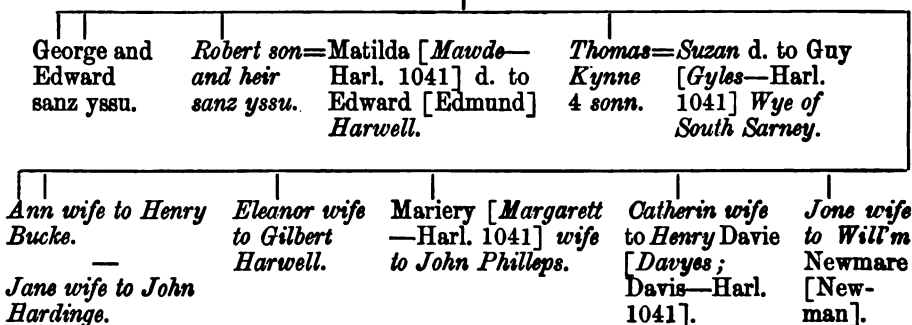 George and
Edward
sanz yssu.
Robert son=Matilda [Mawde—
and heir
sanz yssu.
Harl. 1041] d. to
Edward [Edmund]
Harwell.
Thomas=Suzan d. to Guy
Kynne
4 sonn.
[Gyles—Harl.
1041] Wye of
South Sarney.
Ann wife to Henry
Bucke.
—
Jane wife to John
Hardinge.
Eleanor wife
to Gilbert
Harwell.
Mariery [Margarett
—Harl. 1041] wife
to John Philleps.
Catherin wife
to Henry Davie
[Davyes;
Davis—Harl.
1041].
Jone wife
to Will'm
Newmare
[New-
man].